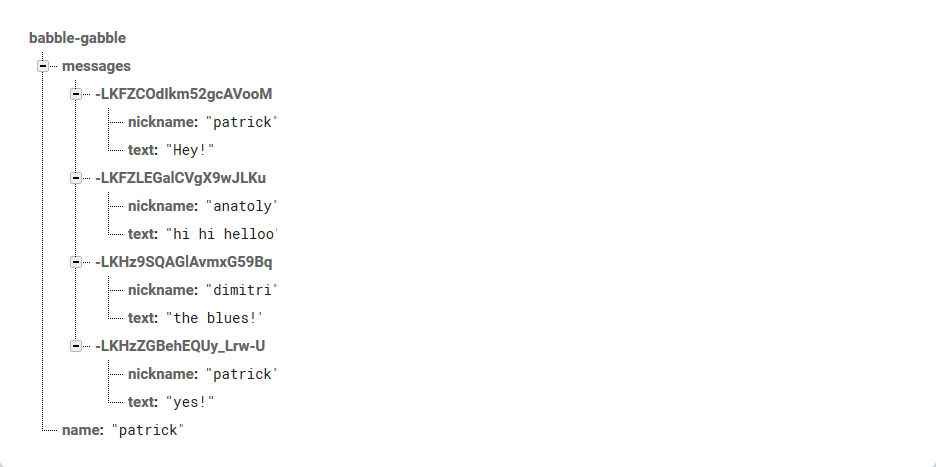 babble-gabble
messages
-LKFZCOdIkm52gcAVooM
nickname: "patrick'
text: "Hey!"
-LKFZLEGalCVgX9wJLKu
nickname: "anatoly'
text: "hi hi helloo'
-LKHz9SQAGlAvmxG59Bq
nickname: "dimitri'
text: "the blues!'
-LKHzZGBehEQUy_Lrw-U
nickname: "patrick'
text: "yes!"
name: "patrick"